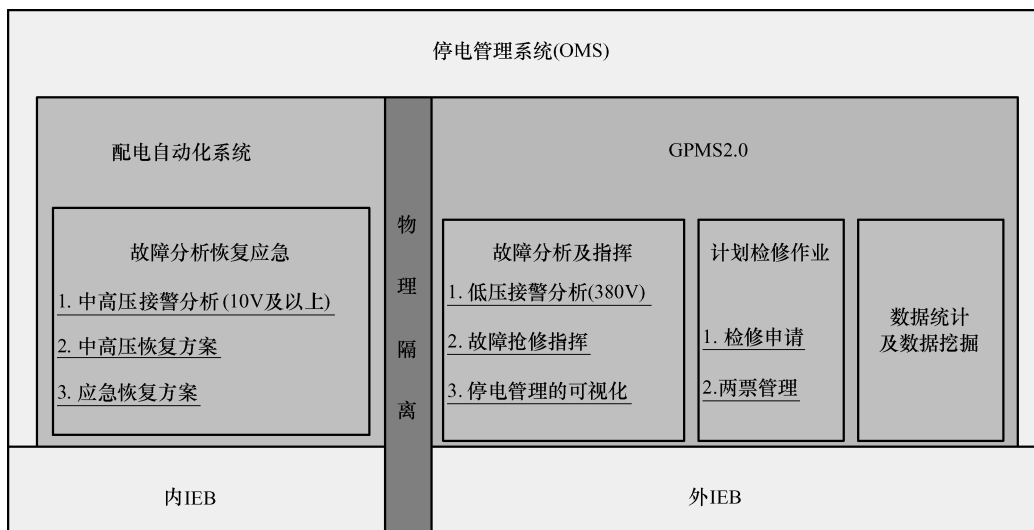 停电管理系统(OMS)
配电自动化系统
故障分析恢复应急
1. 中高压接警分析(10V及以上)
2. 中高压恢复方案
3. 应急恢复方案
物
理
隔
离
GPMS2.0
故障分析及指挥
1. 低压接警分析(380V)
2. 故障抢修指挥
3. 停电管理的可视化
计划检修作业
1. 检修申请
2.两票管理
数据统计
及数据挖掘
内IEB
外IEB